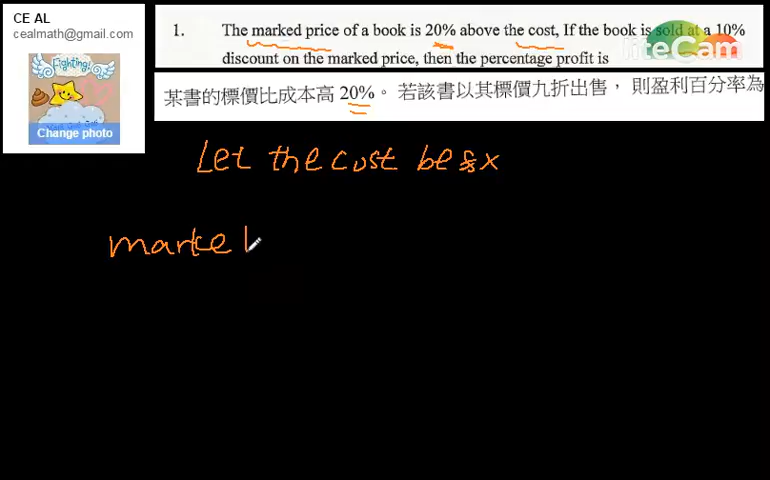 CE AL
cealmath@gmail.com
Fighting!
Change photo
1. The marked price of a book is 20% above the cost, If the book is sold at a 10%
discount on the marked price, then the percentage profit is
liteCam
某書的標價比成本高 20%。 若該書以其標價九折出售， 則盈利百分率為
Let the cost be $x
marke